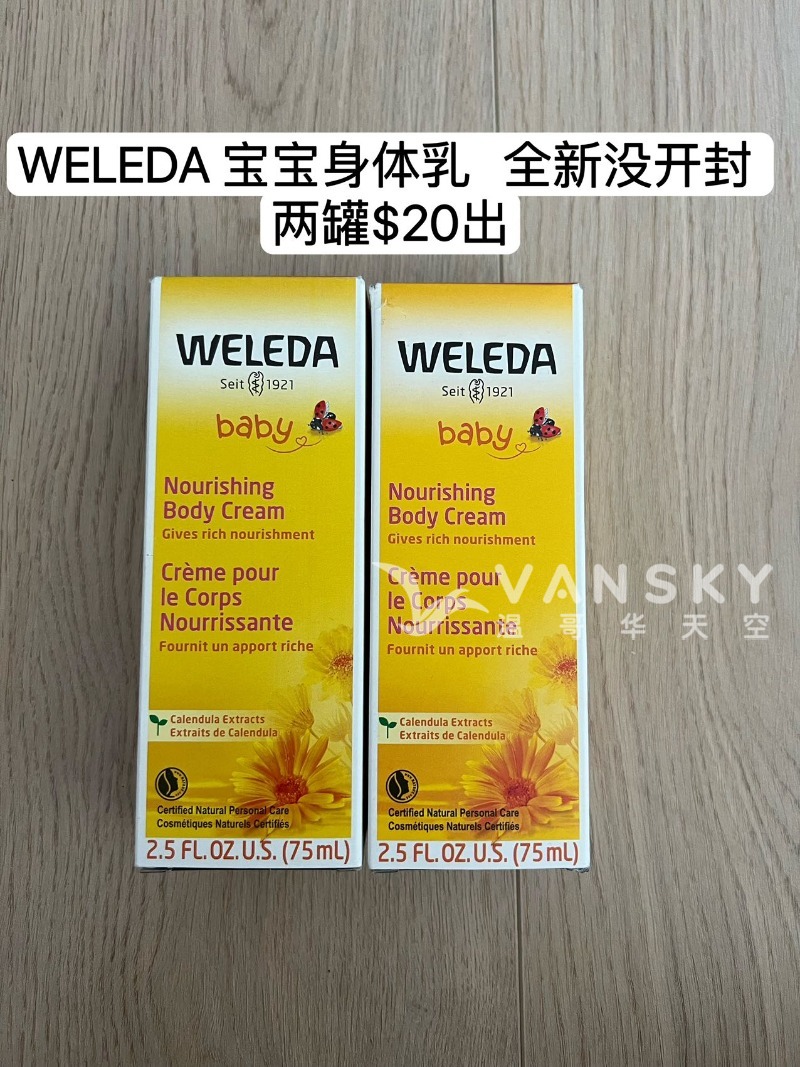 WELEDA 宝宝身体乳 全新没开封
两罐$20出
WELEDA
Seit 1921
baby
Nourishing
Body Cream
Gives rich nourishment
Crème pour
le Corps
Nourrissante
Fournit un apport riche
Calendula Extracts
Extraits de Calendula
Certified Natural Personal Care
Cosmétiques Naturels Certifiés
2.5 FL.OZ.U.S. (75mL)
WELEDA
Seit 1921
baby
Nourishing
Body Cream
Gives rich nourishment
Crème pour
le Corps
Nourrissante
Fournit un apport riche
Calendula Extracts
Extraits de Calendula
Certified Natural Personal Care
Cosmétiques Naturels Certifiés
2.5 FL.OZ.U.S. (75mL)
VANSKY
温哥华天空